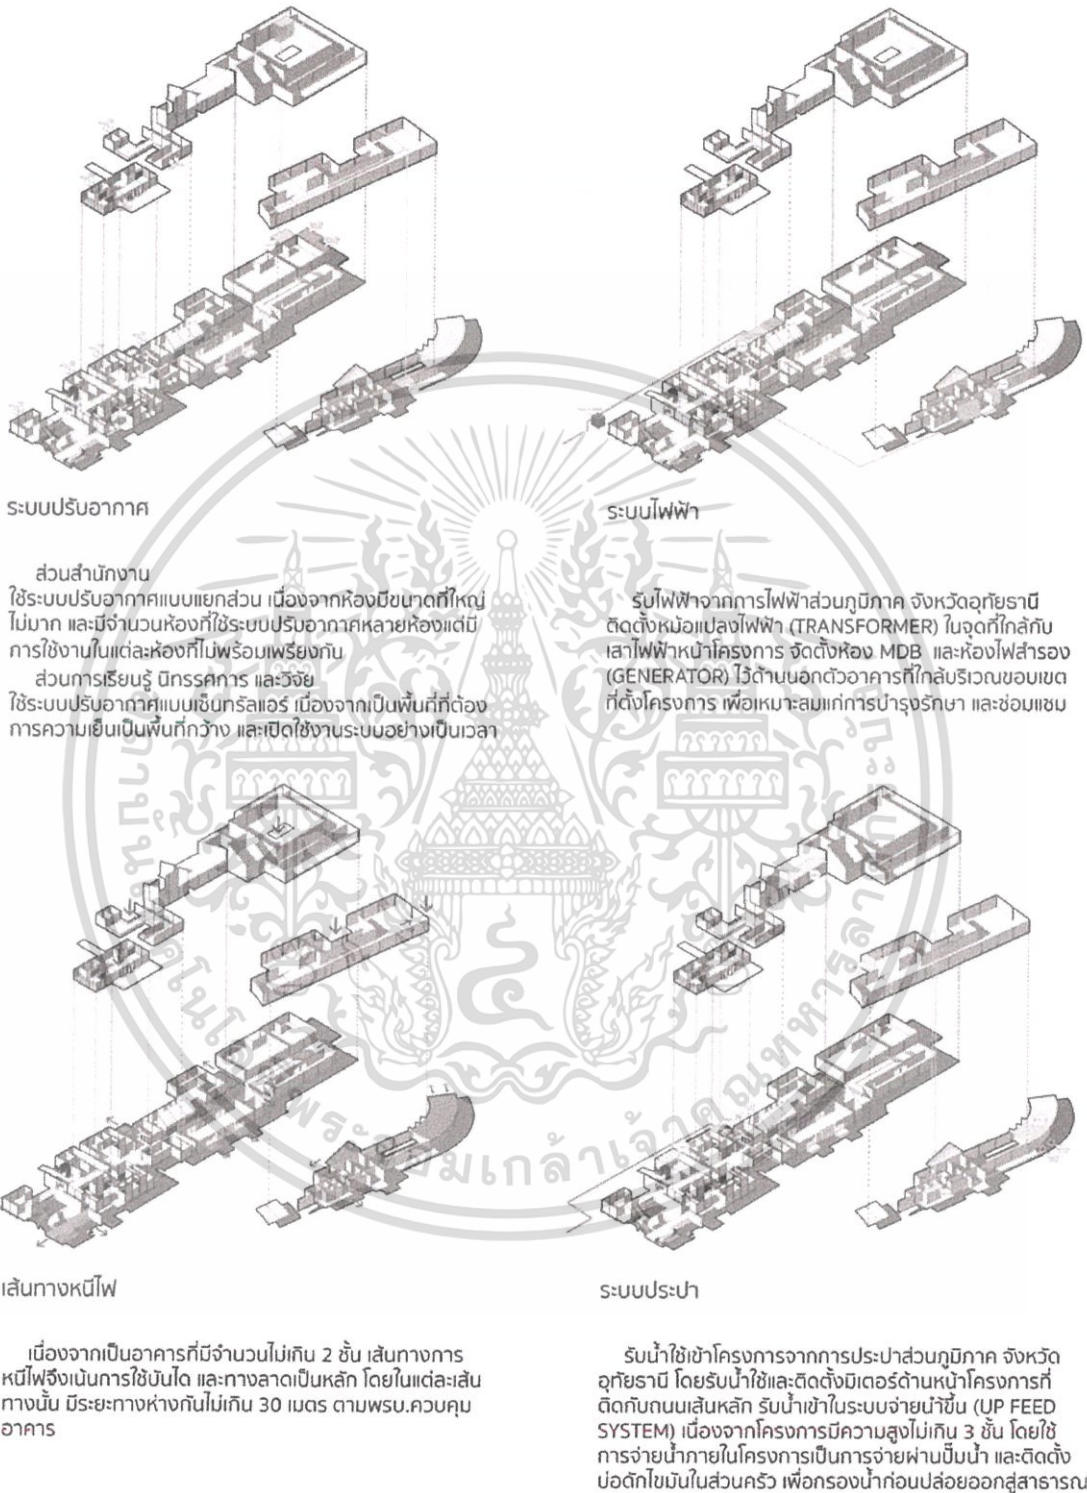 ระบบปรับอากาศ
ส่วนสำนักงาน
ใช้ระบบปรับอากาศแบบแยกส่วน เนื่องจากห้องมีขนาดที่ใหญ่
ไม่มาก และมีจำนวนห้องที่ใช้ระบบปรับอากาศหลายห้องแต่มี
การใช้งานในแต่ละห้องที่ไม่พร้อมเพรียงกัน
ส่วนการเรียนรู้ นิทรรศการ และวิจัย
ใช้ระบบปรับอากาศแบบเซ็นทรัลแอร์ เนื่องจากเป็นพื้นที่ที่ต้อง
การความเย็นเป็นพื้นที่กว้าง และเปิดใช้งานระบบอย่างเป็นเวลา
ระบบไฟฟ้า
รับไฟฟ้าจากการไฟฟ้าส่วนภูมิภาค จังหวัดอุทัยธานี
ติดตั้งหม้อแปลงไฟฟ้า (TRANSFORMER) ในจุดที่ใกล้กับ
เสาไฟฟ้าหน้าโครงการ จัดตั้งห้อง MDB และห้องไฟสำรอง
(GENERATOR) ไว้ด้านนอกตัวอาคารที่ใกล้บริเวณขอบเขต
ที่ตั้งโครงการ เพื่อเหมาะสมแก่การบำรุงรักษา และซ่อมแซม
เส้นทางหนีไฟ
เนื่องจากเป็นอาคารที่มีจำนวนไม่เกิน 2 ชั้น เส้นทางการ
หนีไฟจึงเน้นการใช้บันได และทางลาดเป็นหลัก โดยในแต่ละเส้น
ทางนั้น มีระยะทางห่างกันไม่เกิน 30 เมตร ตามพรบ.ควบคุม
อาคาร
ระบบประปา
รับน้ำใช้เข้าโครงการจากการประปาส่วนภูมิภาค จังหวัด
อุทัยธานี โดยรับน้ำใช้และติดตั้งมิเตอร์ด้านหน้าโครงการที่
ติดกับถนนเส้นหลัก รับน้ำเข้าในระบบจ่ายน้ำขึ้น (UP FEED
SYSTEM) เนื่องจากโครงการมีความสูงไม่เกิน 3 ชั้น โดยใช้
การจ่ายน้ำภายในโครงการเป็นการจ่ายผ่านปั๊มน้ำ และติดตั้ง
บ่อดักไขมันในส่วนครัว เพื่อกรองน้ำก่อนปล่อยออกสู่สาธารณ